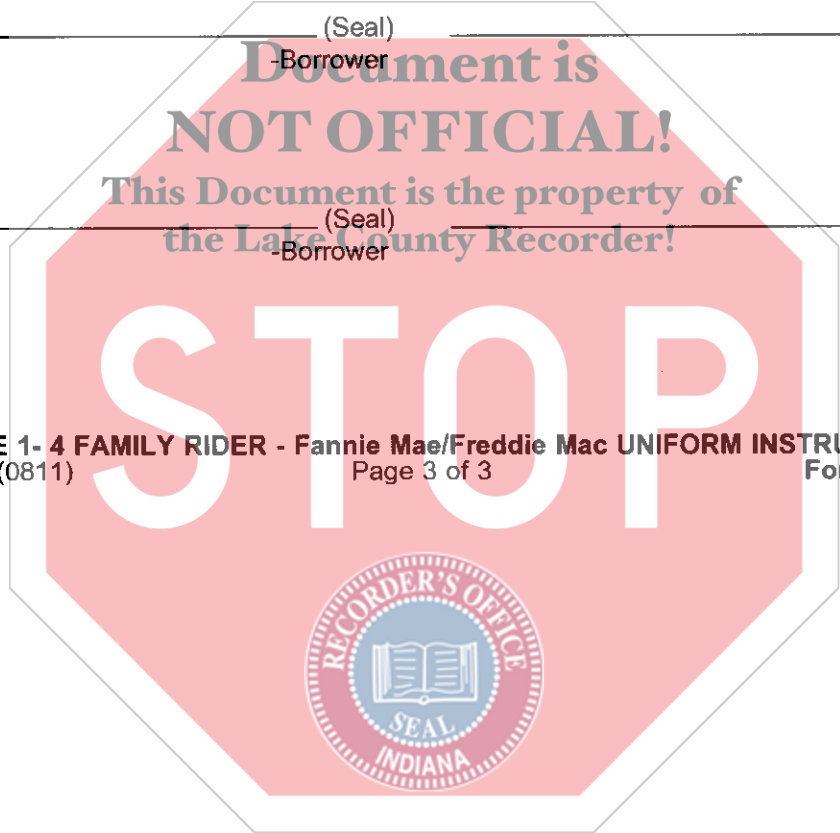 (Seal)
-Borrower
Document is
NOT OFFICIAL!
This Document is the property of
the Lake County Recorder!
(Seal)
-Borrower
STOP
1- 4 FAMILY RIDER - Fannie Mae/Freddie Mac UNIFORM INSTRU
(0811)
Page 3 of 3
For
RECORDER'S OFFICE
SEAL
INDIANA